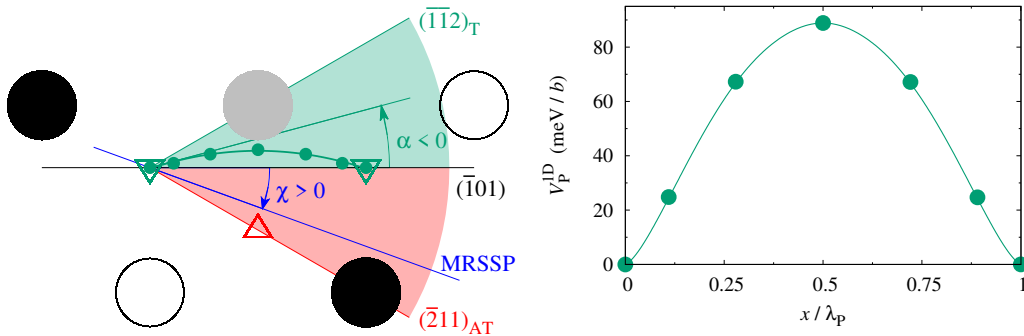 (1̅1̅2)T
α < 0
(1̅01)
χ > 0
MRSSP
(2̅11)AT
V_P^1D (meV / b)
80
60
40
20
0
0
0.25
0.5
0.75
1
x / λP